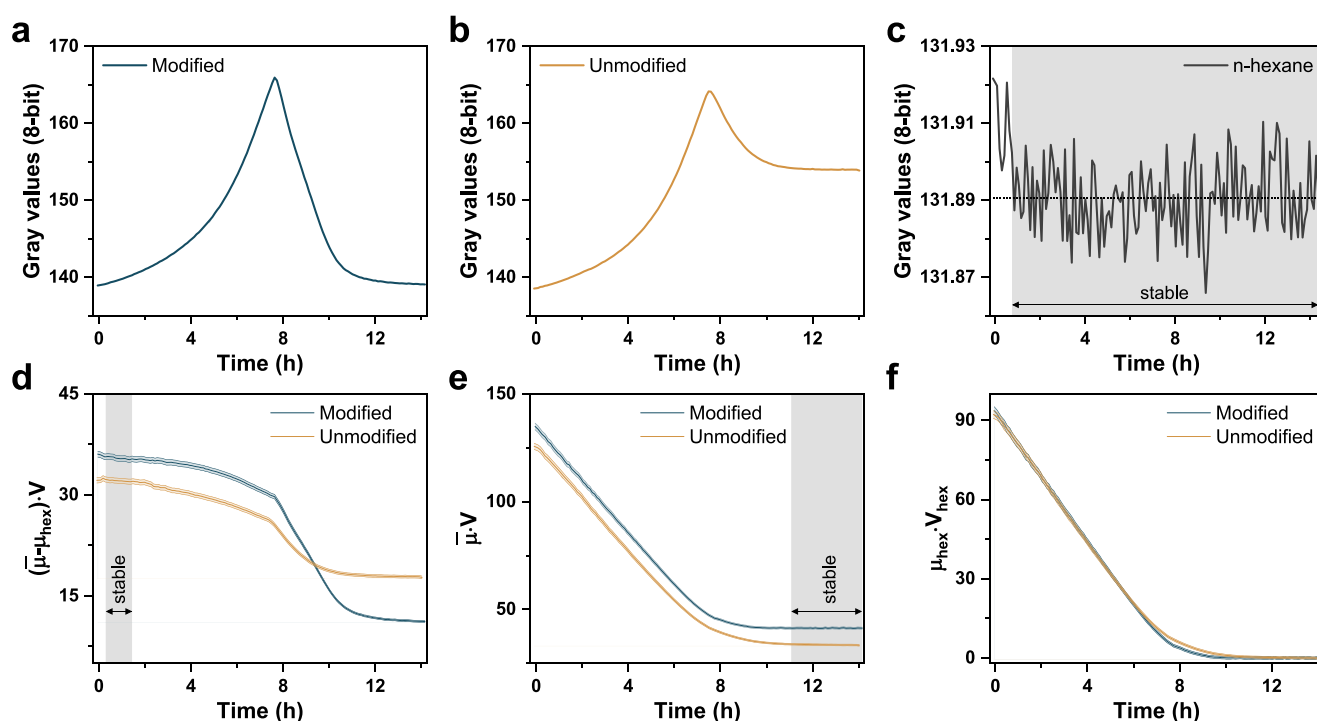 a
170
160
150
140
Gray values (8-bit)
Modified
0
4
8
12
Time (h)
b
170
160
150
140
Gray values (8-bit)
Unmodified
0
4
8
12
Time (h)
c
131.93
131.91
131.89
131.87
Gray values (8-bit)
n-hexane
stable
0
4
8
12
Time (h)
d
45
30
15
(μ̅-μhex)·V
Modified
Unmodified
stable
0
4
8
12
Time (h)
e
150
100
50
μ̅·V
Modified
Unmodified
stable
0
4
8
12
Time (h)
f
90
60
30
0
μhex·Vhex
Modified
Unmodified
0
4
8
12
Time (h)